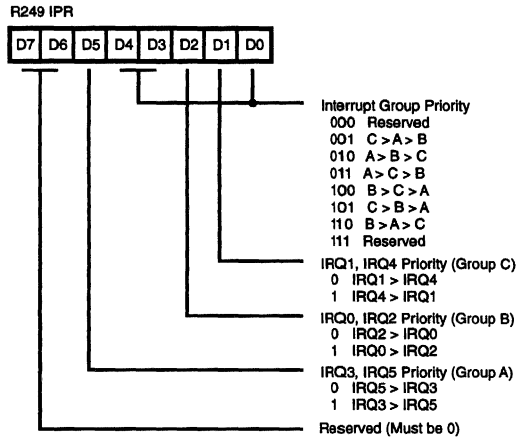 R249 IPR
D7 D6 D5 D4 D3 D2 D1 D0
Interrupt Group Priority
000 Reserved
001 C > A > B
010 A > B > C
011 A > C > B
100 B > C > A
101 C > B > A
110 B > A > C
111 Reserved
IRQ1, IRQ4 Priority (Group C)
0 IRQ1 > IRQ4
1 IRQ4 > IRQ1
IRQ0, IRQ2 Priority (Group B)
0 IRQ2 > IRQ0
1 IRQ0 > IRQ2
IRQ3, IRQ5 Priority (Group A)
0 IRQ5 > IRQ3
1 IRQ3 > IRQ5
Reserved (Must be 0)